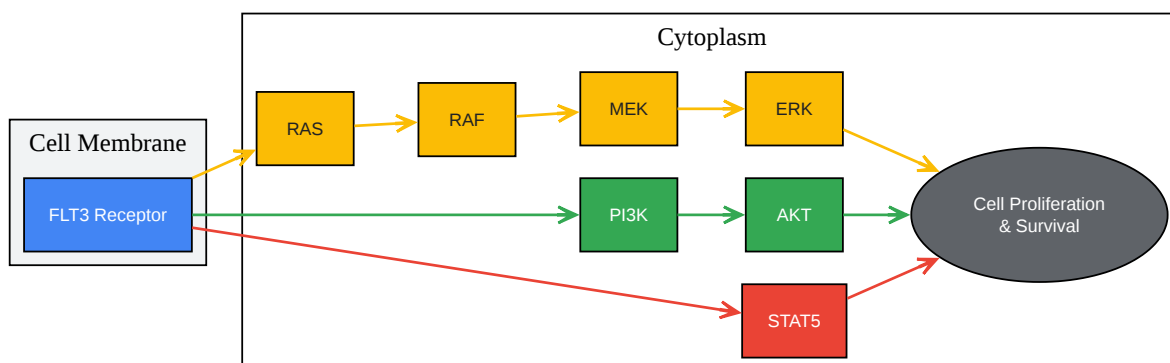 Cytoplasm
MEK
ERK
RAF
RAS
Cell Membrane
FLT3 Receptor
PI3K
AKT
Cell Proliferation
& Survival
STAT5